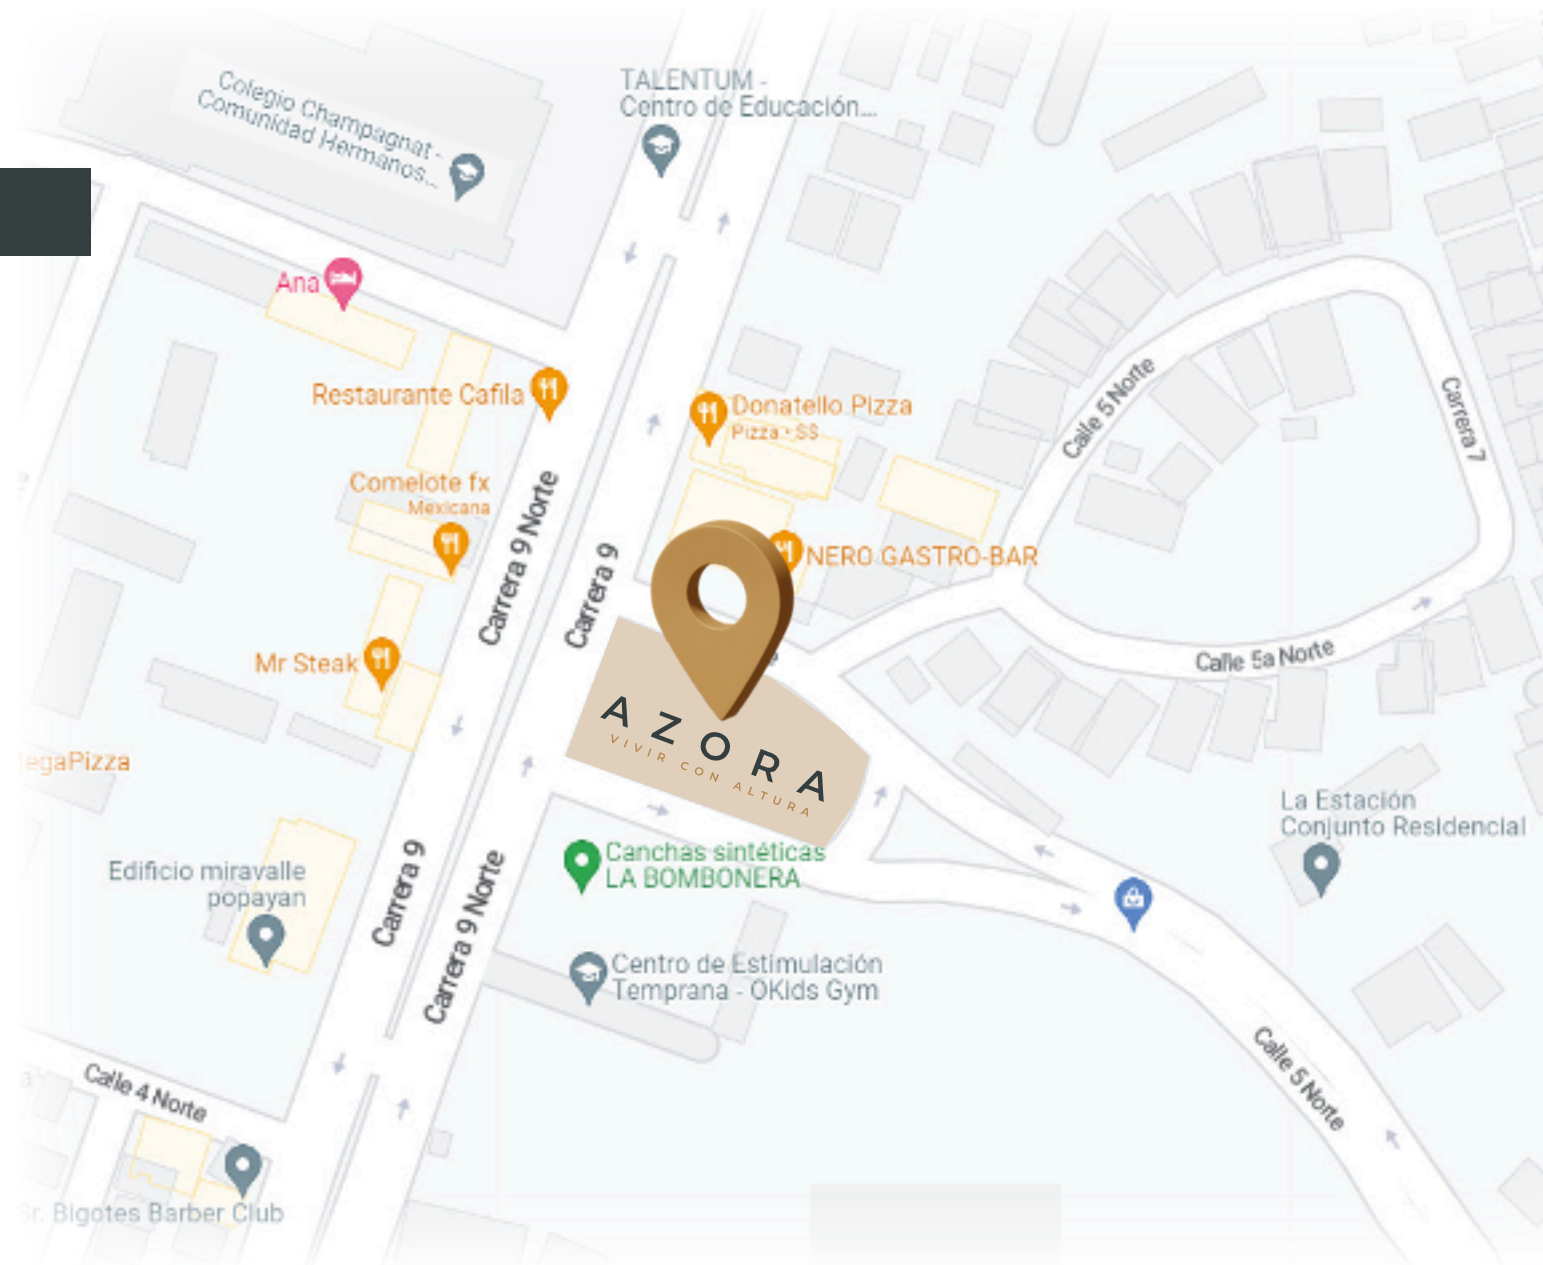 TALENTUM -
Centro de Educación...
Colegio Champagnat -
Comunidad Hermanos...
Ana
Restaurante Cafila
Donatello Pizza
Pizza · $$
Calle 5 Norte
Carrera 7
Comelote fx
Mexicana
Carrera 9 Norte
Carrera 9
NERO GASTRO-BAR
Mr Steak
Calle 5a Norte
AZORA
VIVIR CON ALTURA
egaPizza
La Estación
Conjunto Residencial
Canchas sintéticas
LA BOMBONERA
Edificio miravalle
popayan
Carrera 9
Carrera 9 Norte
Centro de Estimulación
Temprana - OKids Gym
Calle 4 Norte
Calle 5 Norte
Sr. Bigotes Barber Club